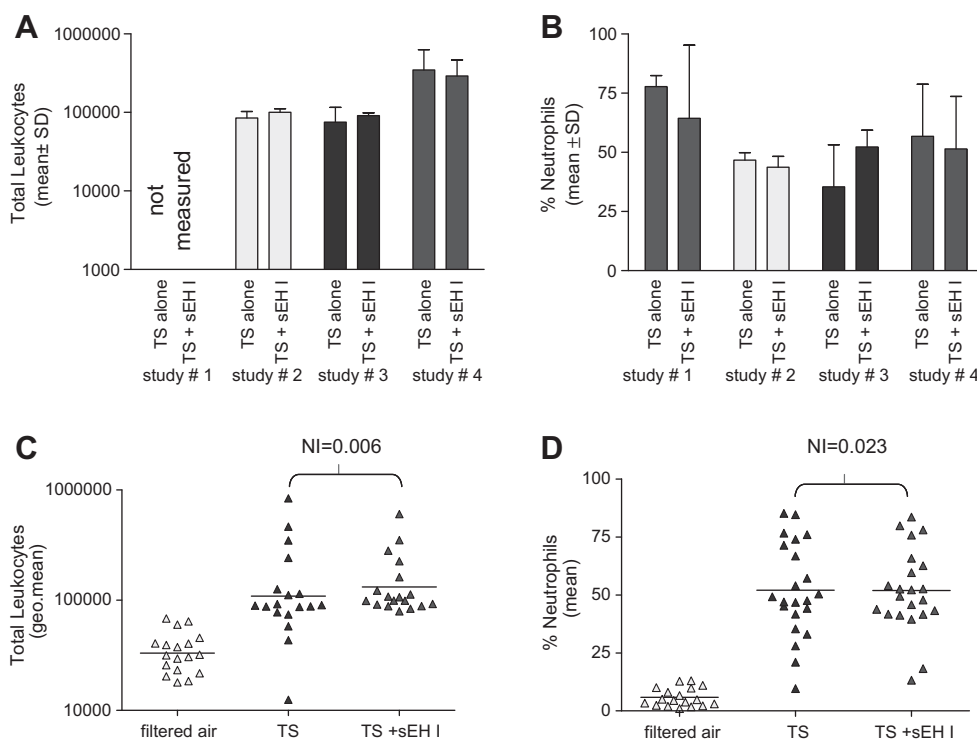 A
Total Leukocytes
(mean± SD)
1000000
100000
10000
1000
not
measured
TS alone
TS + sEH I
TS alone
TS + sEH I
TS alone
TS + sEH I
TS alone
TS + sEH I
study # 1
study # 2
study # 3
study # 4
B
% Neutrophils
(mean ± SD)
100
75
50
25
0
TS alone
TS + sEH I
TS alone
TS + sEH I
TS alone
TS + sEH I
TS alone
TS + sEH I
study # 1
study # 2
study # 3
study # 4
C
NI=0.006
Total Leukocytes
(geo.mean)
1000000
100000
10000
filtered air
TS
TS +sEH I
D
NI=0.023
% Neutrophils
(mean)
100
75
50
25
0
filtered air
TS
TS +sEH I